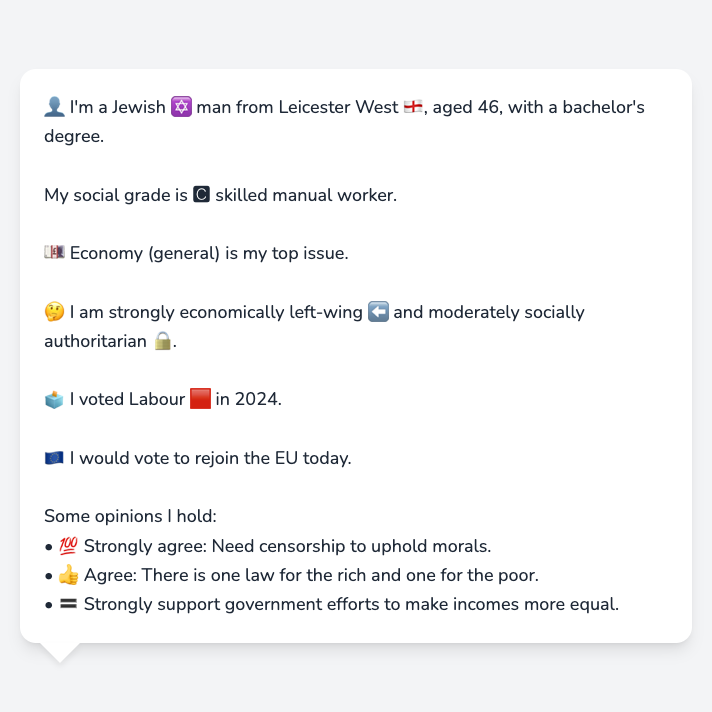 👤 I'm a Jewish ✡️ man from Leicester West 🏴󠁧󠁢󠁥󠁮󠁧󠁿, aged 46, with a bachelor's
degree.
My social grade is 🅲 skilled manual worker.
💷 Economy (general) is my top issue.
🤔 I am strongly economically left-wing ⬅️ and moderately socially
authoritarian 🔒.
🗳️ I voted Labour 🟥 in 2024.
🇪🇺 I would vote to rejoin the EU today.
Some opinions I hold:
• 💯 Strongly agree: Need censorship to uphold morals.
• 👍 Agree: There is one law for the rich and one for the poor.
• 🟰 Strongly support government efforts to make incomes more equal.